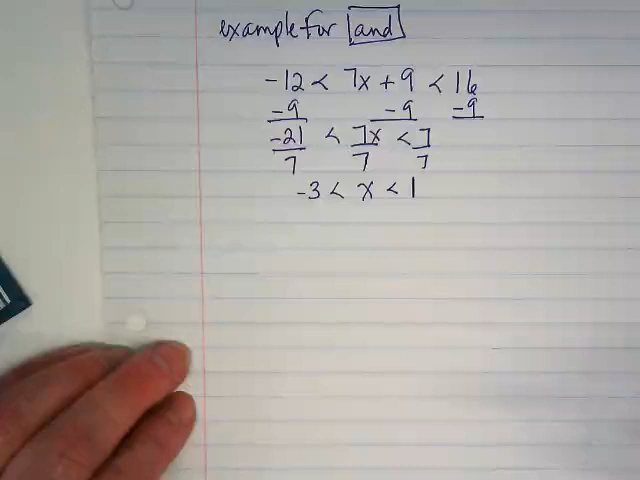 example for and
-12 < 7x + 9 < 16
-9 -9 -9
-21 < 7x < 7
7 7 7
-3 < x < 1